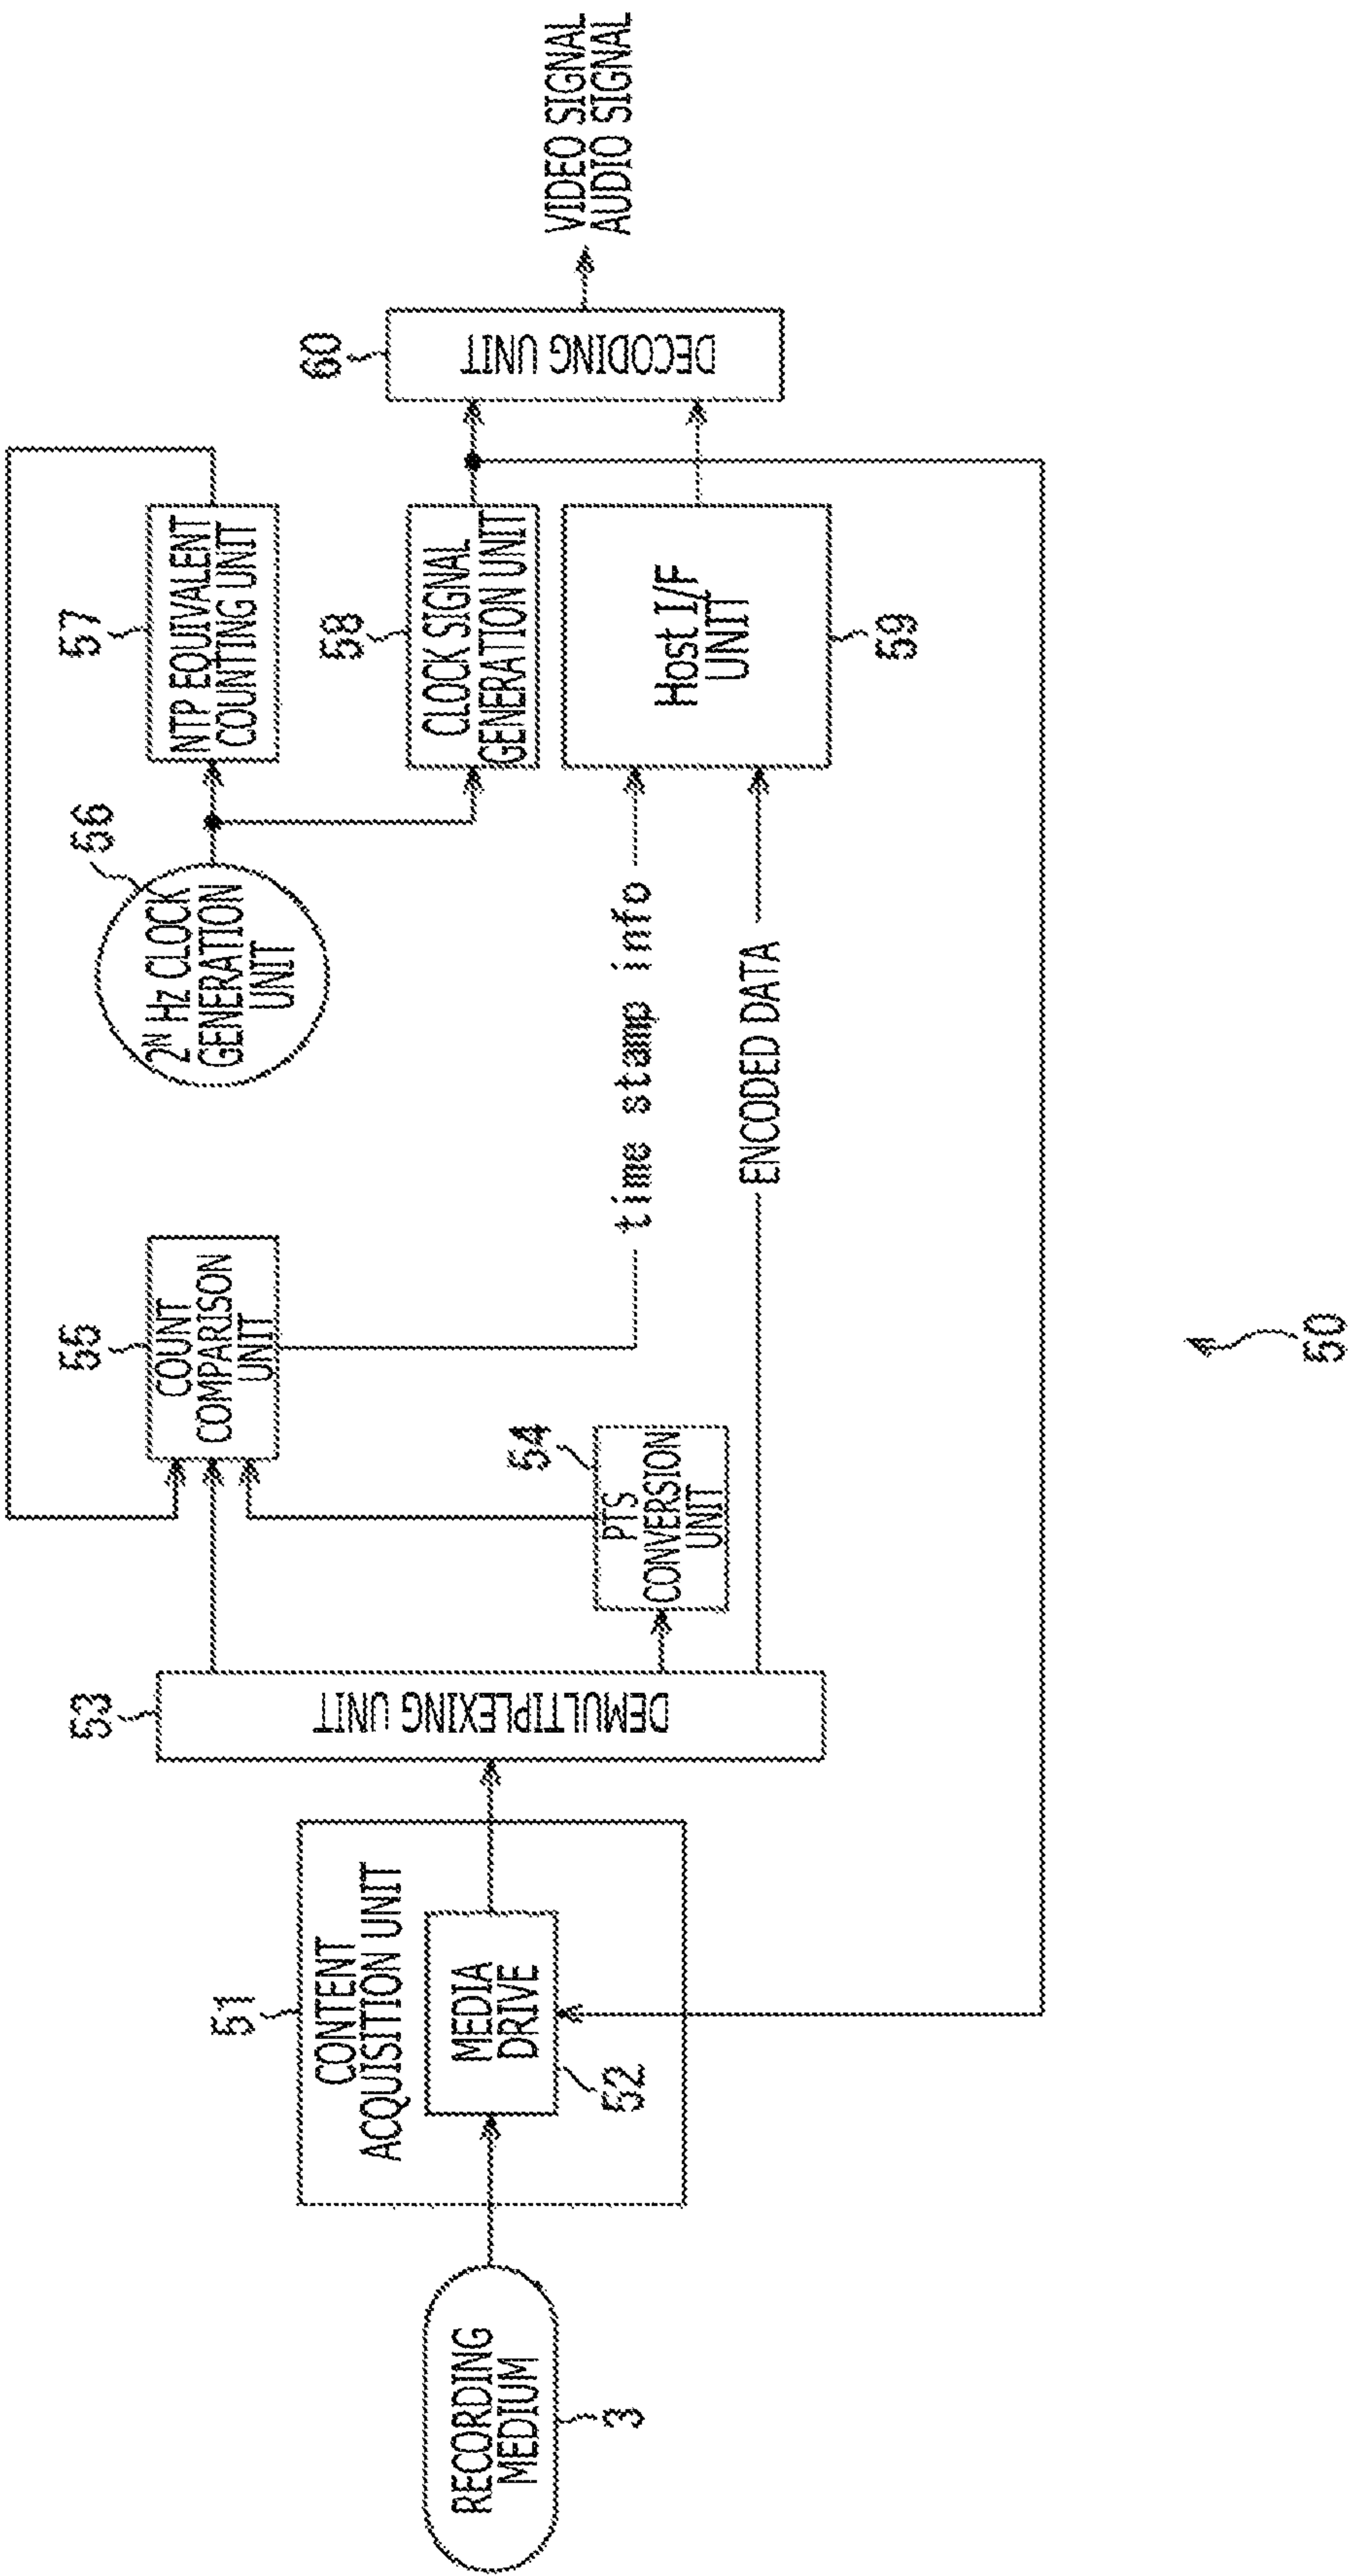 RECORDING
MEDIUM
3
51
CONTENT
ACQUISITION UNIT
MEDIA
DRIVE
52
53
DEMULTIPLEXING UNIT
54
PTS
CONVERSION
UNIT
55
COUNT
COMPARISON
UNIT
56
2ᴺ Hz CLOCK
GENERATION
UNIT
57
NTP EQUIVALENT
COUNTING UNIT
58
CLOCK SIGNAL
GENERATION UNIT
time stamp info
ENCODED DATA
Host I/F
UNIT
59
60
DECODING UNIT
VIDEO SIGNAL
AUDIO SIGNAL
50